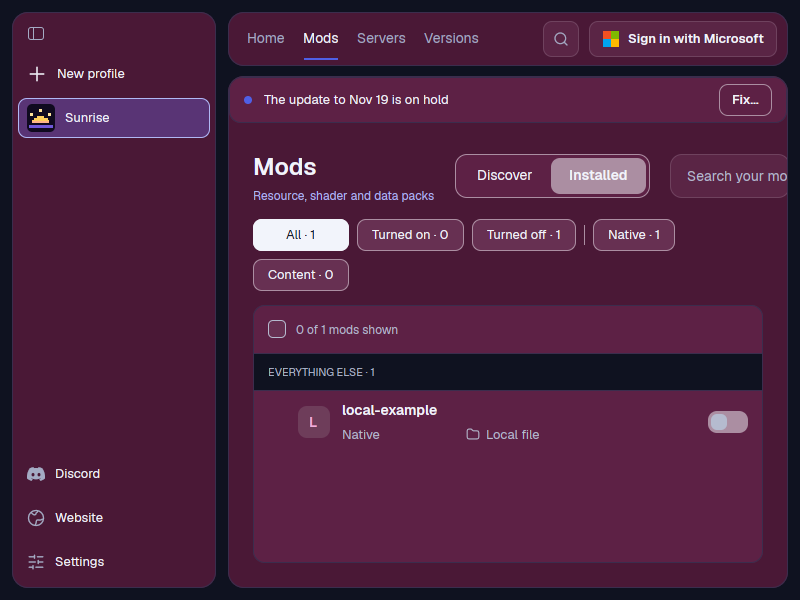 New profile
Sunrise
Discord
Website
Settings
Home Mods Servers Versions
Sign in with Microsoft
The update to Nov 19 is on hold
Fix...
Mods
Resource, shader and data packs
Discover Installed
Search your mo
All · 1 Turned on · 0 Turned off · 1 Native · 1
Content · 0
0 of 1 mods shown
EVERYTHING ELSE · 1
L
local-example
Native Local file